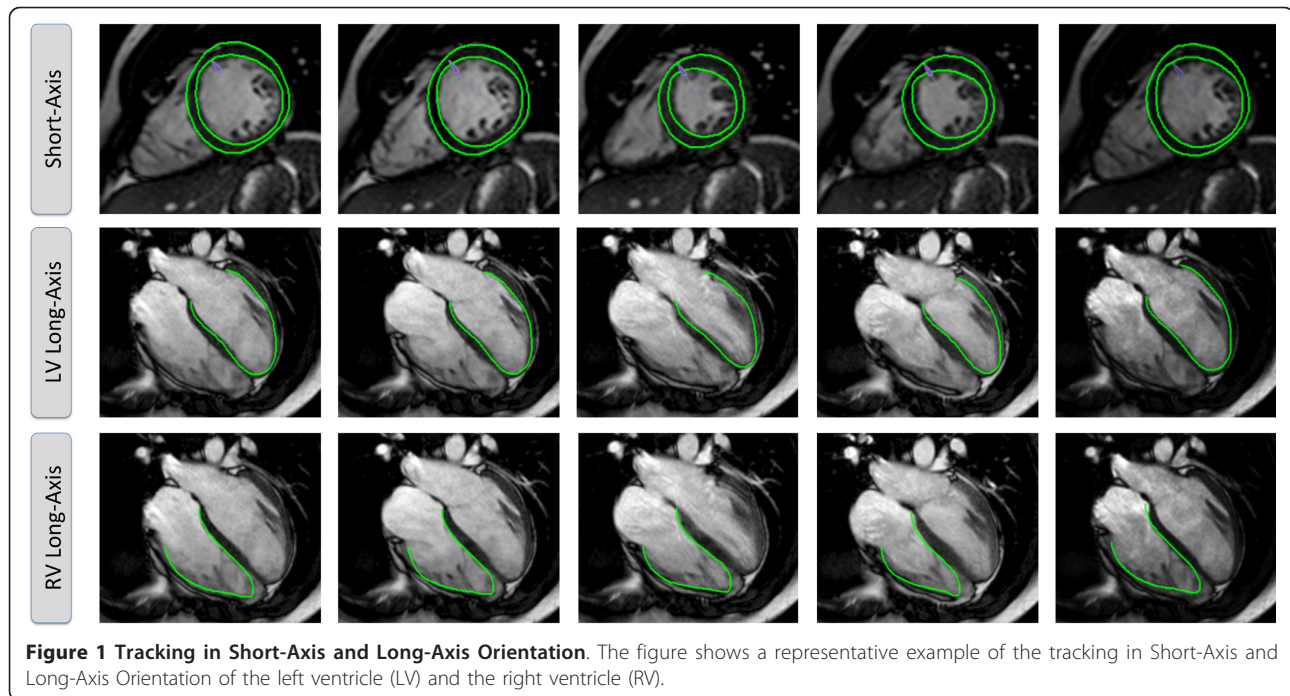 Short-Axis
LV Long-Axis
RV Long-Axis
Figure 1 Tracking in Short-Axis and Long-Axis Orientation. The figure shows a representative example of the tracking in Short-Axis and
Long-Axis Orientation of the left ventricle (LV) and the right ventricle (RV).